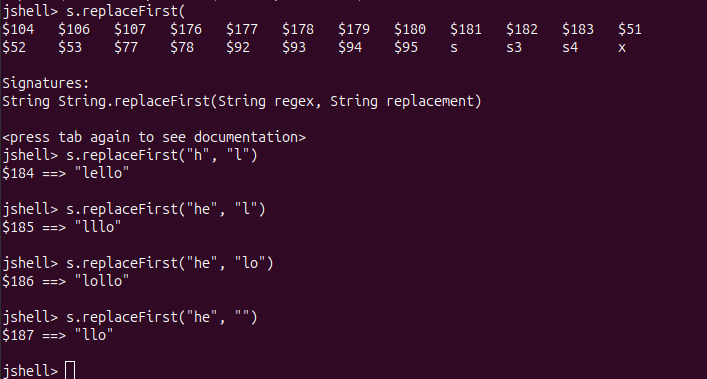 jshell> s.replaceFirst(
$104 $106 $107 $176 $177 $178 $179 $180 $181 $182 $183 $51
$52 $53 $77 $78 $92 $93 $94 $95 s s3 s4 x
Signatures:
String String.replaceFirst(String regex, String replacement)
<press tab again to see documentation>
jshell> s.replaceFirst("h", "l")
$184 ==> "lello"
jshell> s.replaceFirst("he", "l")
$185 ==> "lllo"
jshell> s.replaceFirst("he", "lo")
$186 ==> "lollo"
jshell> s.replaceFirst("he", "")
$187 ==> "llo"
jshell>